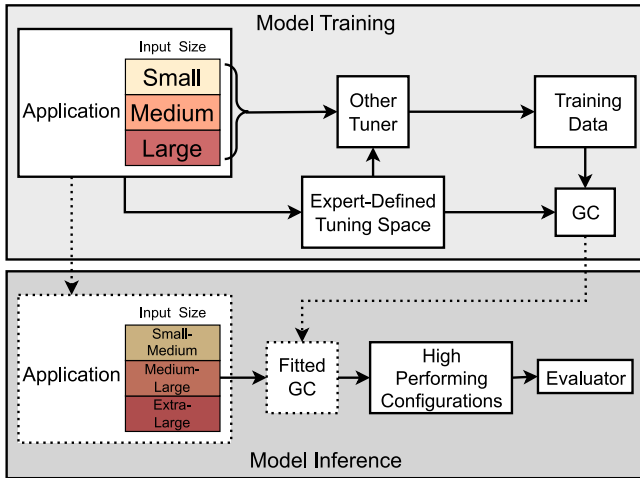 Model Training
Input Size
Application
Small
Medium
Large
Other
Tuner
Training
Data
Expert-Defined
Tuning Space
GC
Input Size
Application
Small-
Medium
Medium-
Large
Extra-
Large
Fitted
GC
High
Performing
Configurations
Evaluator
Model Inference